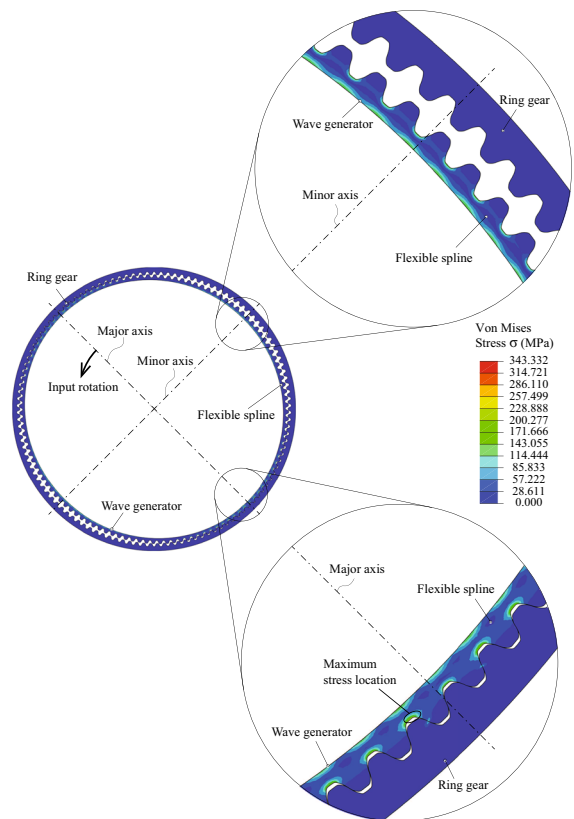 Ring gear
Wave generator
Minor axis
Flexible spline
Ring gear
Major axis
Minor axis
Input rotation
Flexible spline
Wave generator
Von Mises
Stress σ (MPa)
343.332
314.721
286.110
257.499
228.888
200.277
171.666
143.055
114.444
85.833
57.222
28.611
0.000
Major axis
Flexible spline
Maximum
stress location
Wave generator
Ring gear